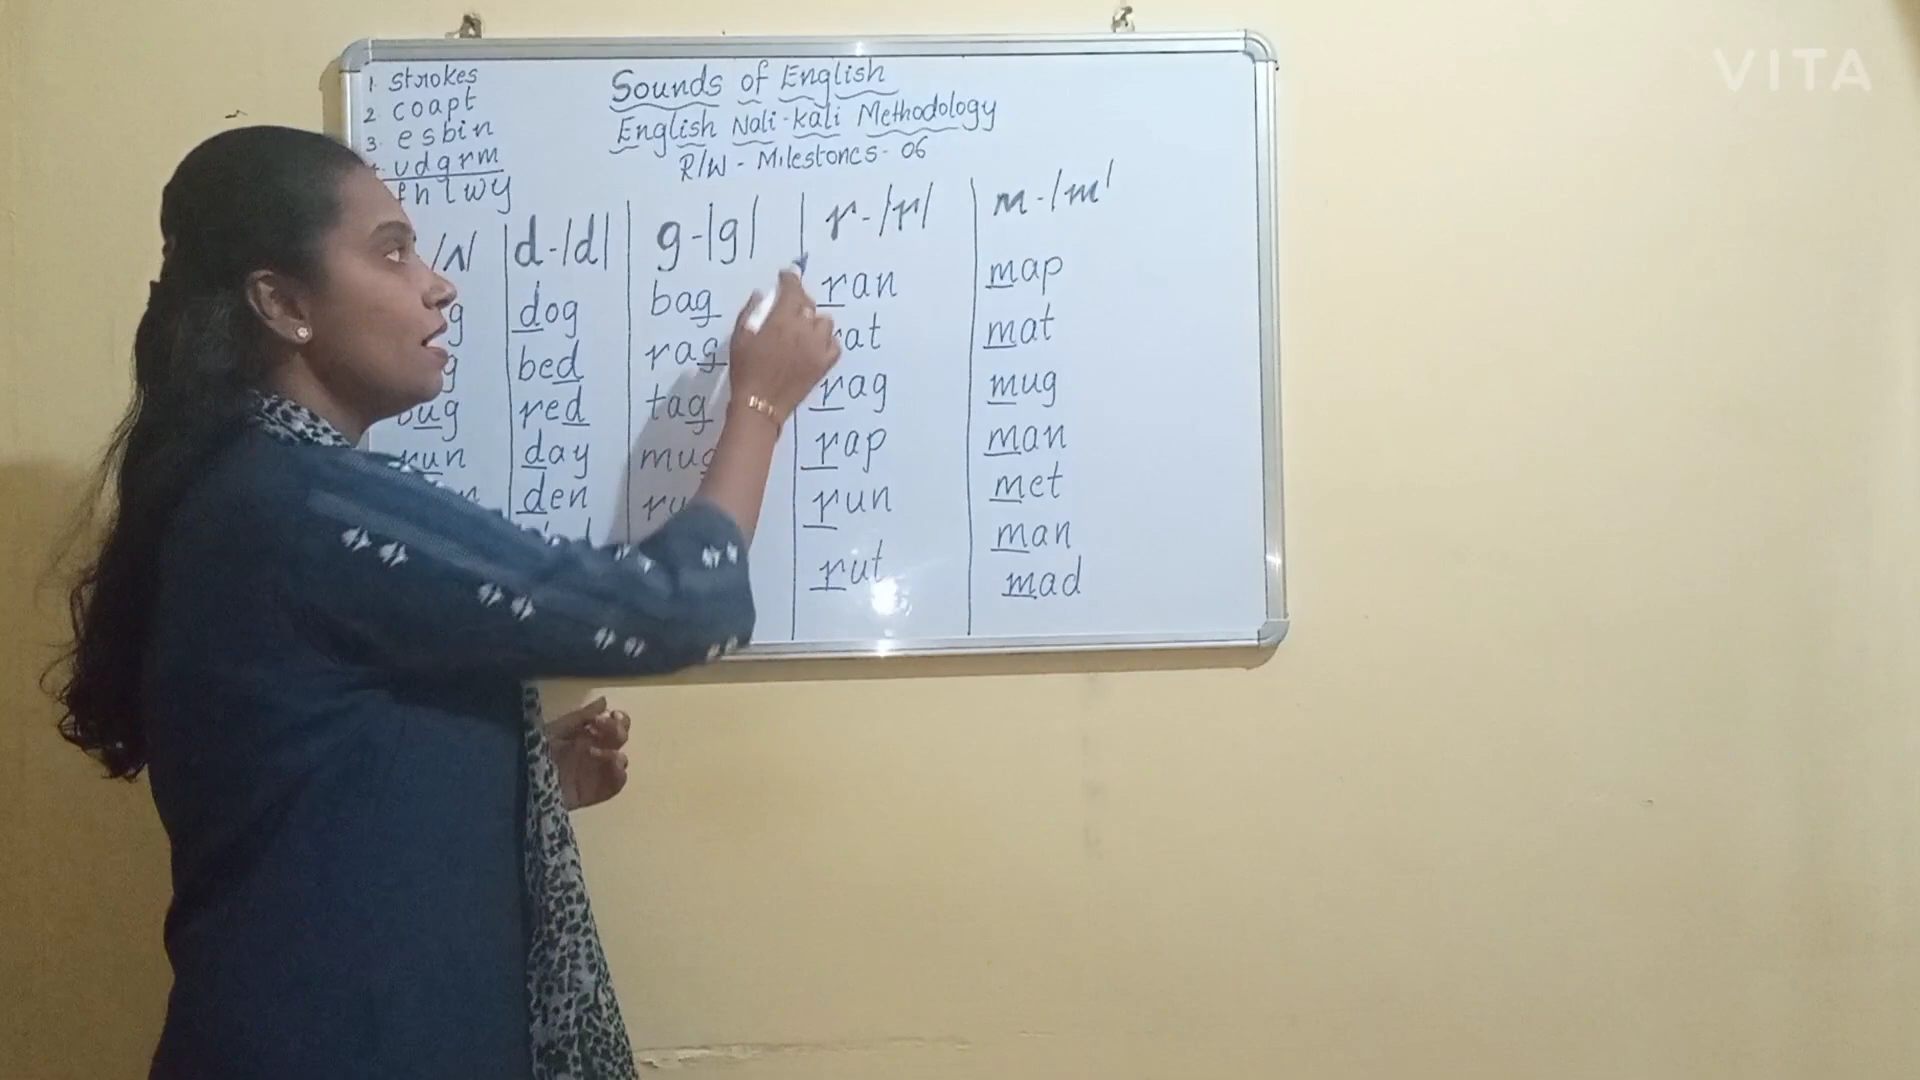 1. strokes
2. coapt
3. esbin
udgrm
fhlwy
Sounds of English
English Nali-kali Methodology
R/W - Milestones - 06
/ʌ/
bug
run
d-/d/
dog
bed
red
day
den
g-/g/
bag
rag
tag
mug
r-/r/
ran
rat
rag
rap
run
rut
m-/m/
map
mat
mug
man
met
man
mad
VITA